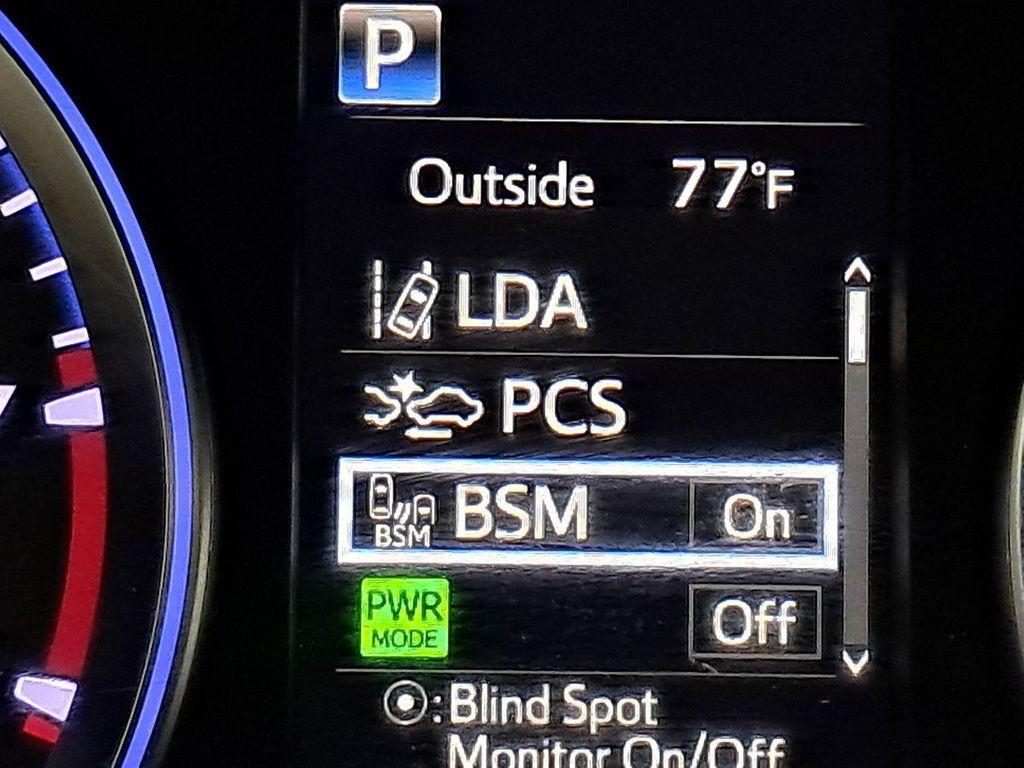 P
Outside 77°F
LDA
PCS
BSM BSM On
PWR MODE Off
: Blind Spot
Monitor On/Off